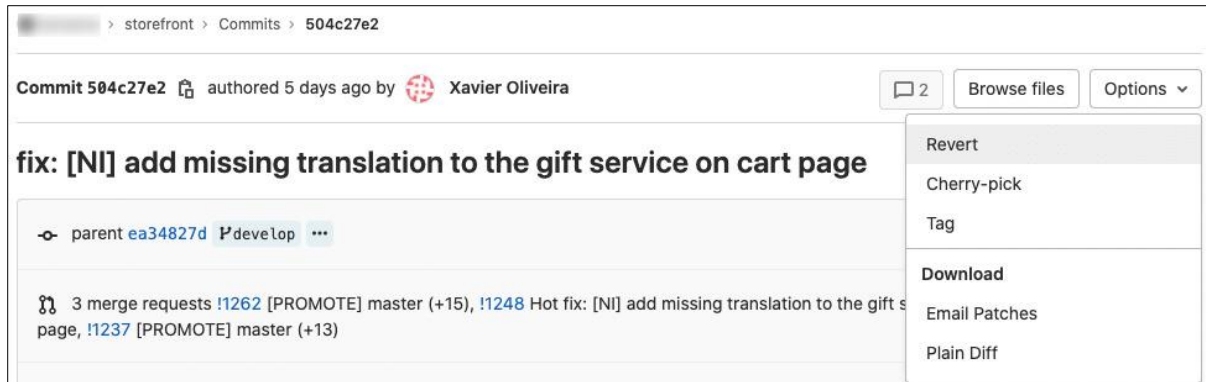 > storefront > Commits > 504c27e2
Commit 504c27e2 authored 5 days ago by Xavier Oliveira
2 Browse files Options
Revert
Cherry-pick
Tag
Download
Email Patches
Plain Diff
fix: [NI] add missing translation to the gift service on cart page
parent ea34827d develop ...
3 merge requests !1262 [PROMOTE] master (+15), !1248 Hot fix: [NI] add missing translation to the gift
page, !1237 [PROMOTE] master (+13)